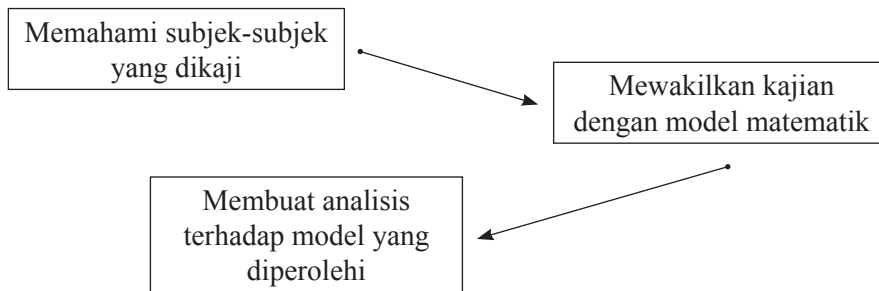 Memahami subjek-subjek
yang dikaji
Mewakilkan kajian
dengan model matematik
Membuat analisis
terhadap model yang
diperolehi